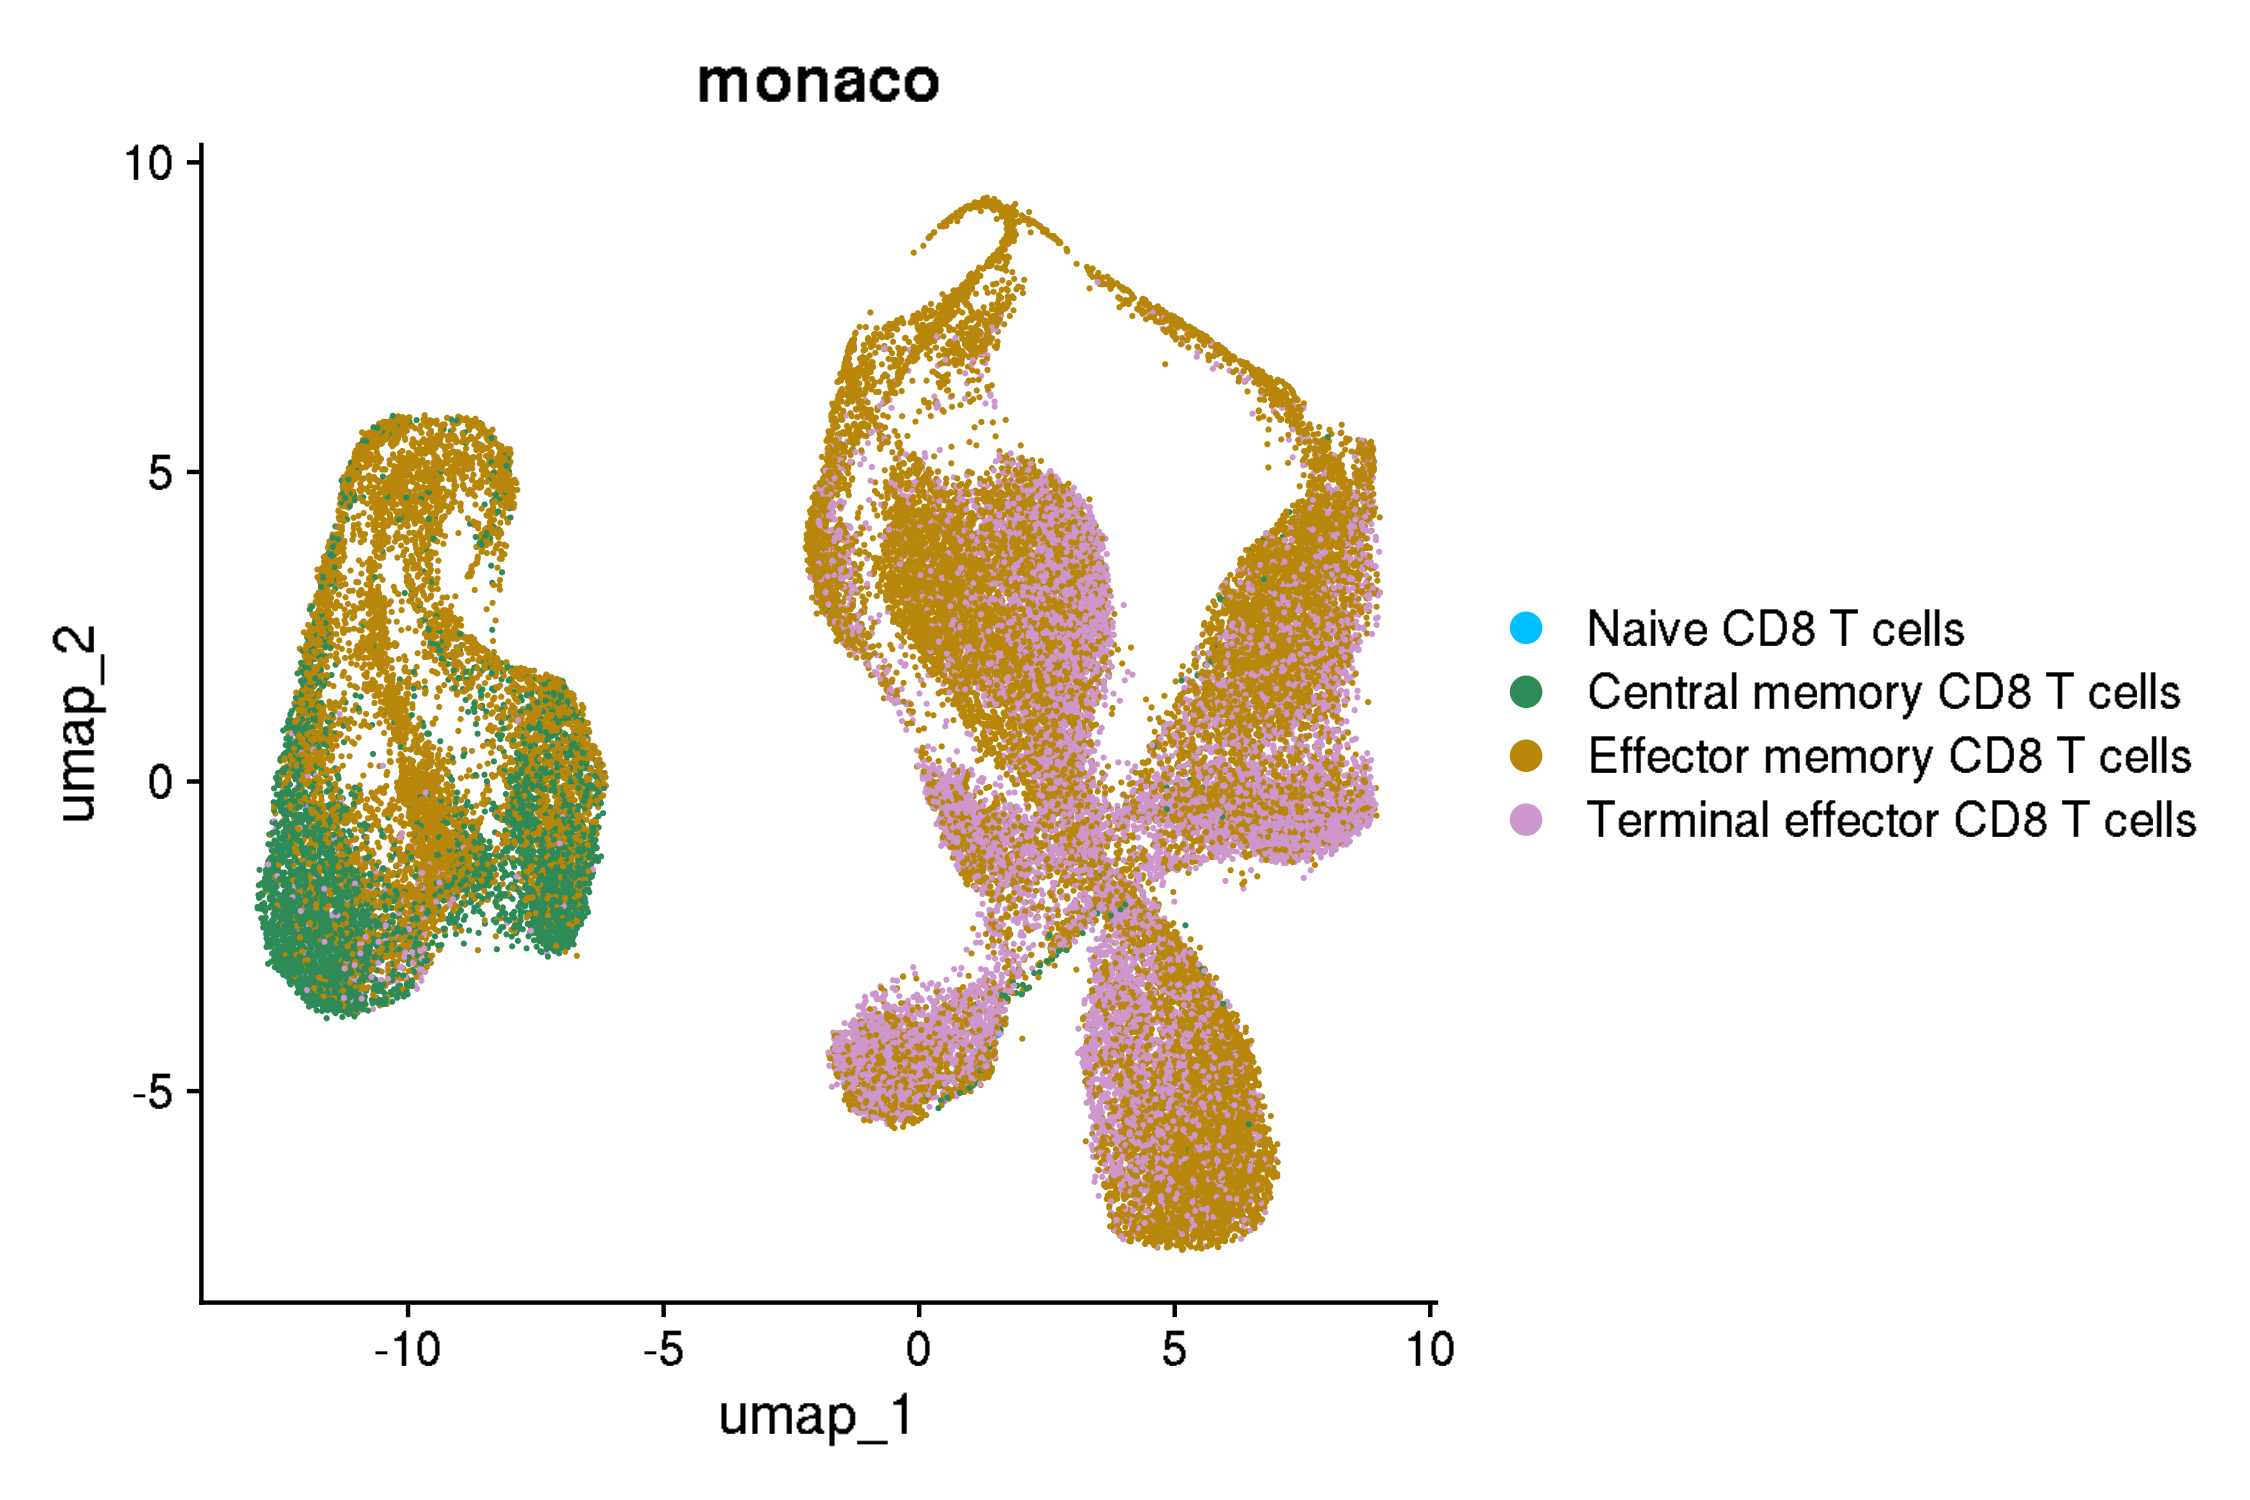 monaco
10
5
0
-5
umap_2
-10 -5 0 5 10
umap_1
Naive CD8 T cells
Central memory CD8 T cells
Effector memory CD8 T cells
Terminal effector CD8 T cells